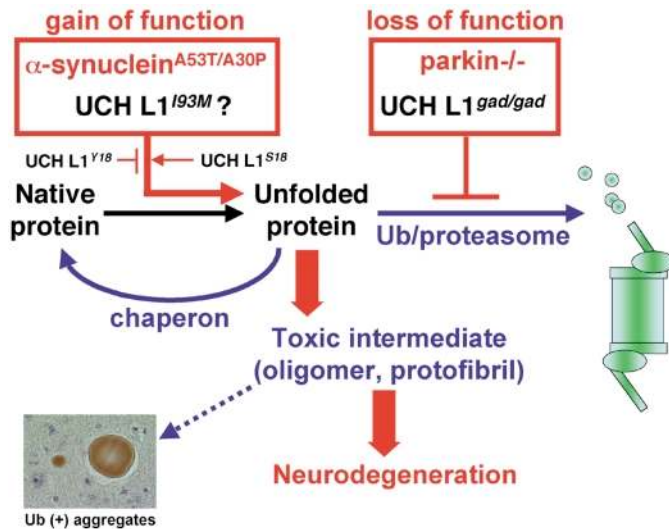 gain of function
loss of function
α-synuclein^A53T/A30P
UCH L1^I93M ?
parkin-/-
UCH L1^gad/gad
UCH L1^Y18
UCH L1^S18
Native
protein
Unfolded
protein
Ub/proteasome
chaperon
Toxic intermediate
(oligomer, protofibril)
Neurodegeneration
Ub (+) aggregates